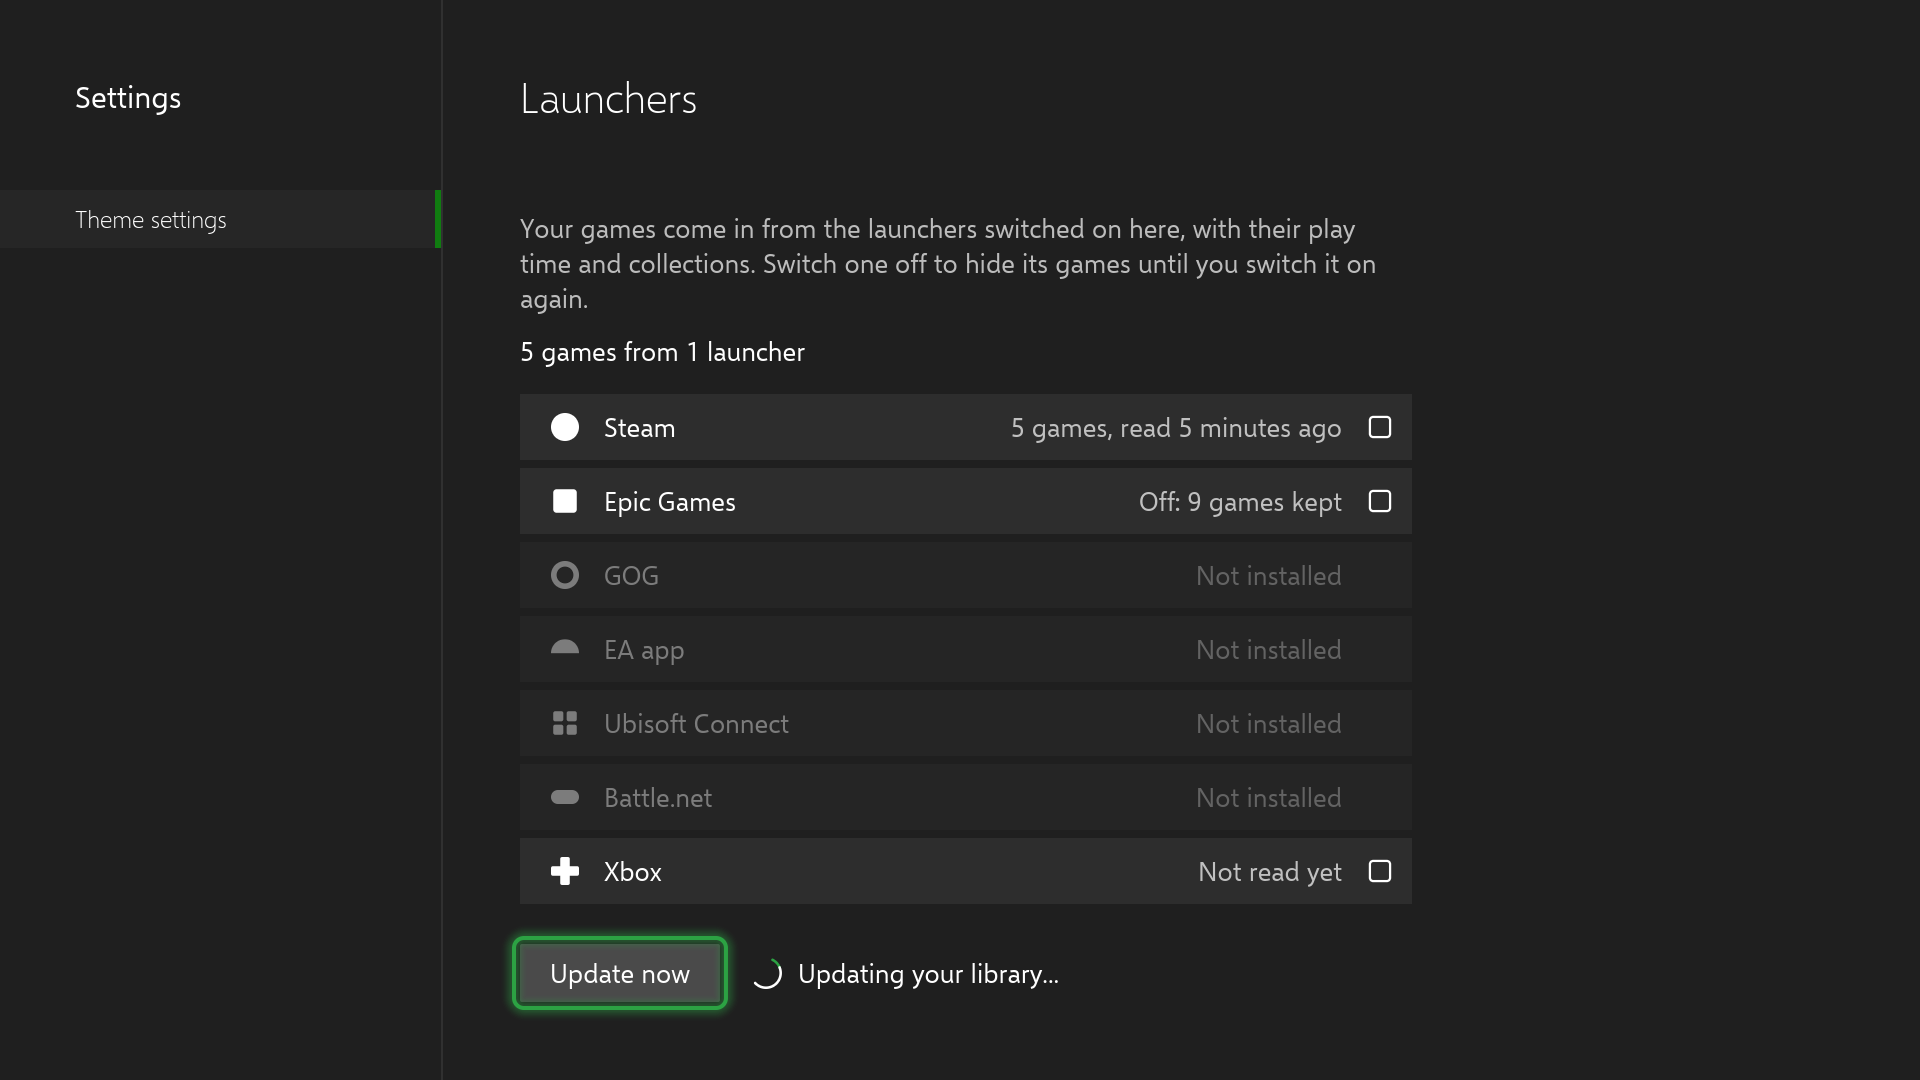 Settings
Theme settings
Launchers
Your games come in from the launchers switched on here, with their play
time and collections. Switch one off to hide its games until you switch it on
again.
5 games from 1 launcher
Steam 5 games, read 5 minutes ago
Epic Games Off: 9 games kept
GOG Not installed
EA app Not installed
Ubisoft Connect Not installed
Battle.net Not installed
Xbox Not read yet
Update now Updating your library...